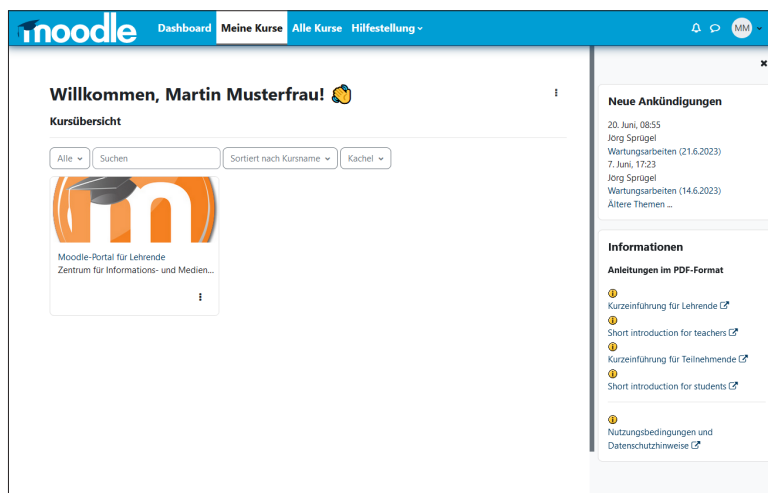 moodle
Dashboard Meine Kurse Alle Kurse Hilfestellung
MM
Willkommen, Martin Musterfrau!
Kursübersicht
Alle
Suchen
Sortiert nach Kursname
Kachel
m
Moodle-Portal für Lehrende
Zentrum für Informations- und Medien...
Neue Ankündigungen
20. Juni, 08:55
Jörg Sprügel
Wartungsarbeiten (21.6.2023)
7. Juni, 17:23
Jörg Sprügel
Wartungsarbeiten (14.6.2023)
Ältere Themen ...
Informationen
Anleitungen im PDF-Format
Kurzeinführung für Lehrende
Short introduction for teachers
Kurzeinführung für Teilnehmende
Short introduction for students
Nutzungsbedingungen und
Datenschutzhinweise